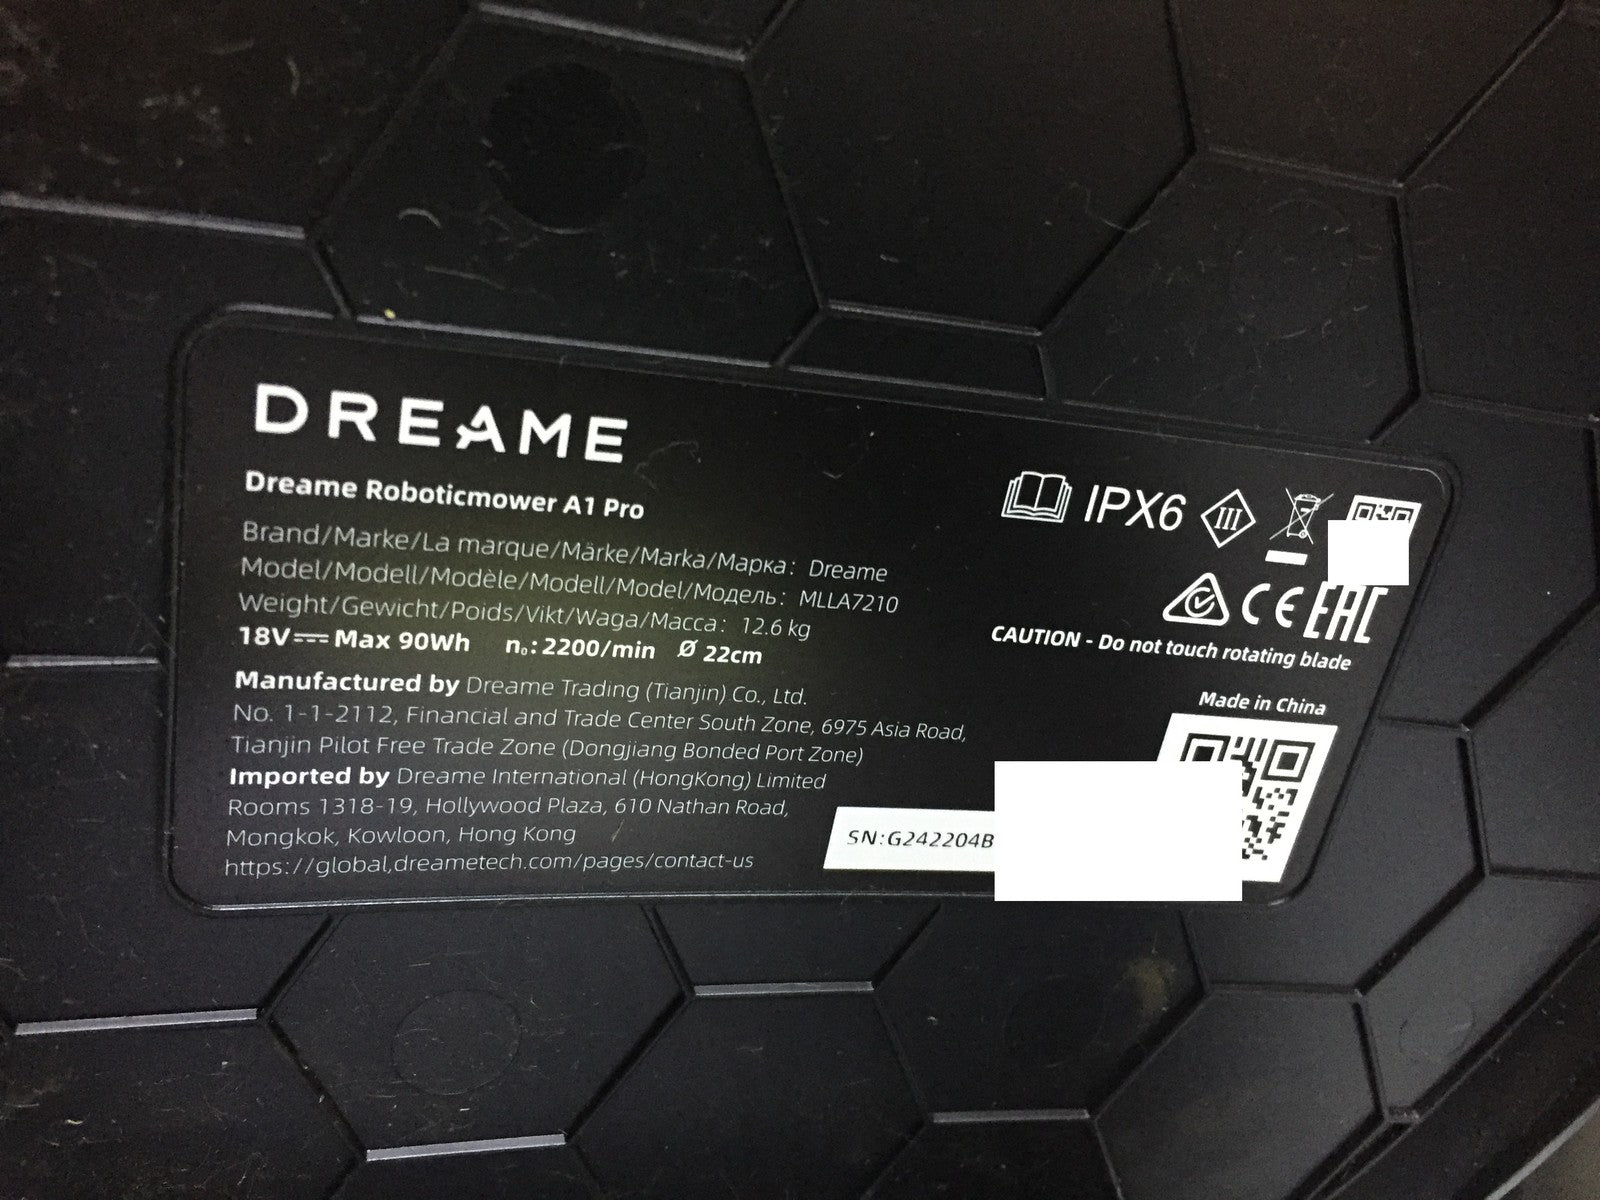 DREAME
Dreame Roboticmower A1 Pro
Brand/Marke/La marque/Märke/Marka/Марка: Dreame
Model/Modell/Modèle/Modell/Model/Модель: MLLA7210
Weight/Gewicht/Poids/Vikt/Waga/Масса: 12.6 kg
18V⎓Max 90Wh n₀: 2200/min Ø 22cm
Manufactured by Dreame Trading (Tianjin) Co., Ltd.
No. 1-1-2112, Financial and Trade Center South Zone, 6975 Asia Road,
Tianjin Pilot Free Trade Zone (Dongjiang Bonded Port Zone)
Imported by Dreame International (HongKong) Limited
Rooms 1318-19, Hollywood Plaza, 610 Nathan Road,
Mongkok, Kowloon, Hong Kong
https://global,dreametech.com/pages/contact-us
IPX6
III
CE EAC
CAUTION - Do not touch rotating blade
Made in China
SN:G242204B